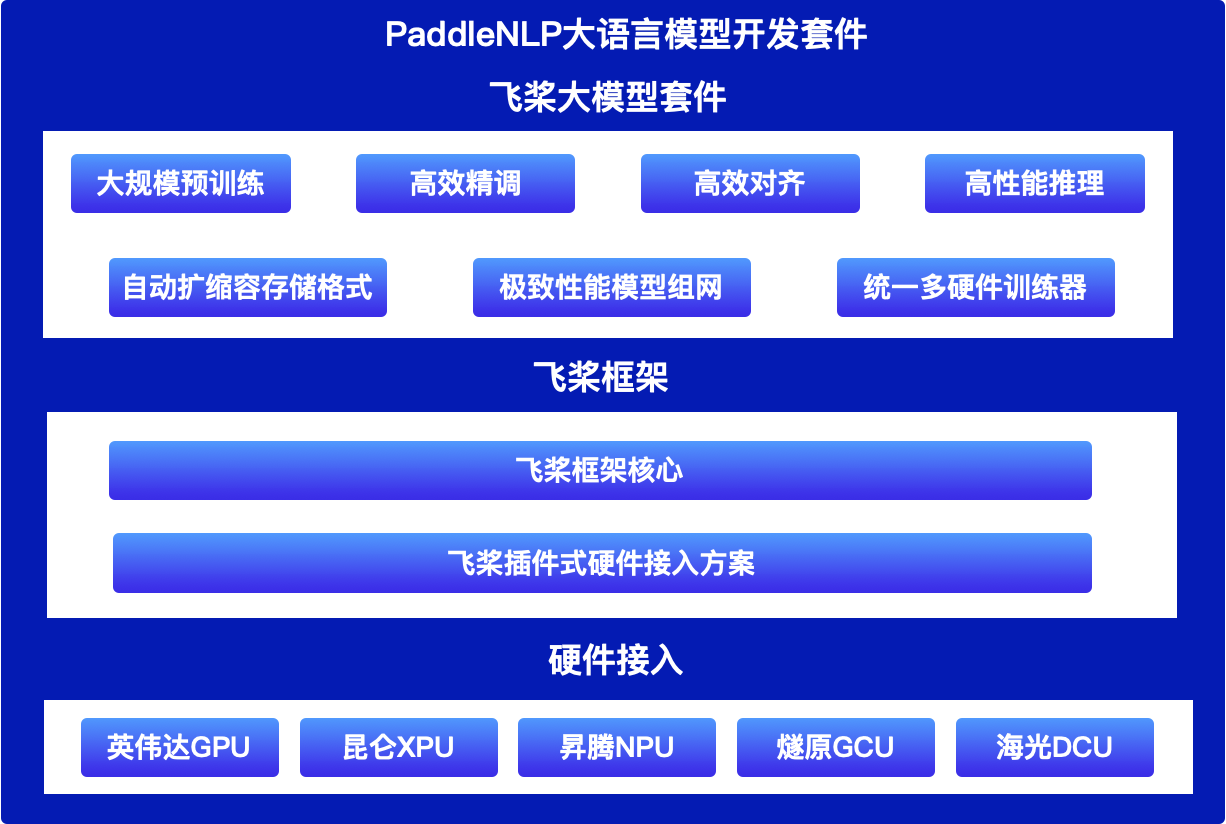 PaddleNLP大语言模型开发套件
飞桨大模型套件
大规模预训练
高效精调
高效对齐
高性能推理
自动扩缩容存储格式
极致性能模型组网
统一多硬件训练器
飞桨框架
飞桨框架核心
飞桨插件式硬件接入方案
硬件接入
英伟达GPU
昆仑XPU
昇腾NPU
燧原GCU
海光DCU